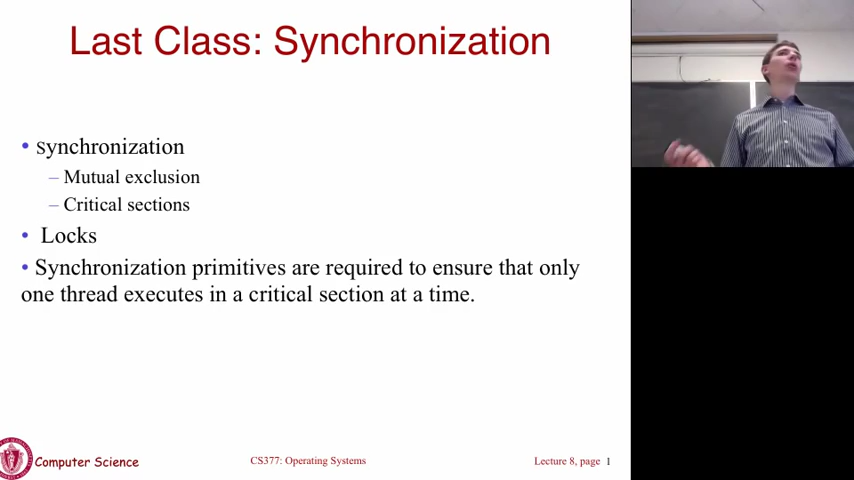 Last Class: Synchronization
• Synchronization
– Mutual exclusion
– Critical sections
• Locks
• Synchronization primitives are required to ensure that only
one thread executes in a critical section at a time.
Computer Science
CS377: Operating Systems
Lecture 8, page 1